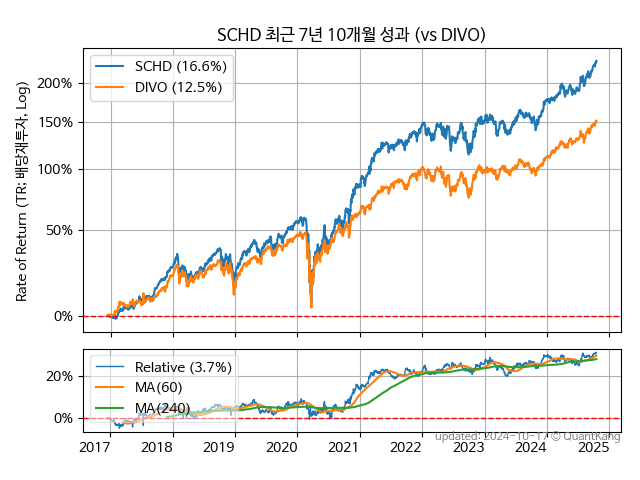 SCHD 최근 7년 10개월 성과 (vs DIVO)
Rate of Return (TR: 배당재투자, Log)
200%
150%
100%
50%
0%
SCHD (16.6%)
DIVO (12.5%)
20%
0%
Relative (3.7%)
MA(60)
MA(240)
2017 2018 2019 2020 2021 2022 2023 2024 2025
updated: 2024-10-17 © QuantKang